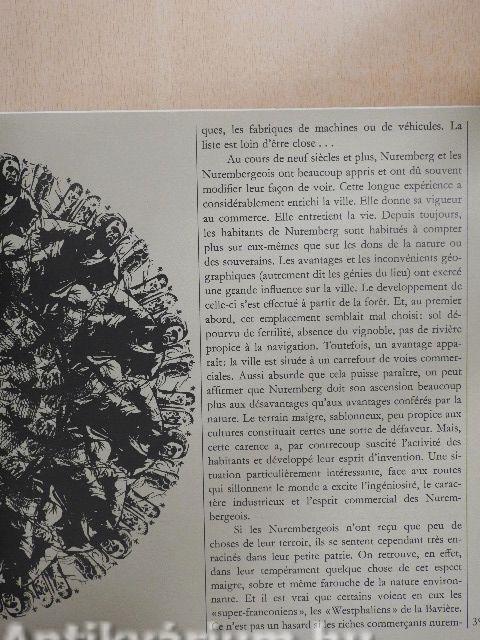 ques, les fabriques de machines ou de véhicules. La
liste est loin d'être close . . .
Au cours de neuf siècles et plus, Nuremberg et les
Nurembergeois ont beaucoup appris et ont dû souvent
modifier leur façon de voir. Cette longue expérience a
considérablement enrichi la ville. Elle donne sa vigueur
au commerce. Elle entretient la vie. Depuis toujours,
les habitants de Nuremberg sont habitués à compter
plus sur eux-mêmes que sur les dons de la nature ou
des souverains. Les avantages et les inconvénients géo-
graphiques (autrement dit les génies du lieu) ont exercé
une grande influence sur la ville. Le developpement de
celle-ci s'est effectué à partir de la forêt. Et, au premier
abord, cet emplacement semblait mal choisi: sol dé-
pourvu de fertilité, absence du vignoble, pas de rivière
propice à la navigation. Toutefois, un avantage appa-
raît: la ville est située à un carrefour de voies commer-
ciales. Aussi absurde que cela puisse paraître, on peut
affirmer que Nuremberg doit son ascension beaucoup
plus aux désavantages qu'aux avantages conférés par la
nature. Le terrain maigre, sablonneux, peu propice aux
cultures constituait certes une sorte de défaveur. Mais,
cette carence a, par contrecoup suscité l'activité des
habitants et développé leur esprit d'invention. Une si-
tuation particulièrement intéressante, face aux routes
qui sillonnent le monde a excite l'ingéniosité, le carac-
tère industrieux et l'esprit commercial des Nurem-
bergeois.
Si les Nurembergeois n'ont reçu que peu de
choses de leur terroir, ils se sentent cependant très en-
racinés dans leur petite patrie. On retrouve, en effet,
dans leur tempérament quelque chose de cet aspect
maigre, sobre et même farouche de la nature environ-
nante. Et il est vrai que certains voient en eux les
«super-franconiens», les «Westphaliens» de la Bavière.
Ce n'est pas un hasard si les riches commerçants nurem-